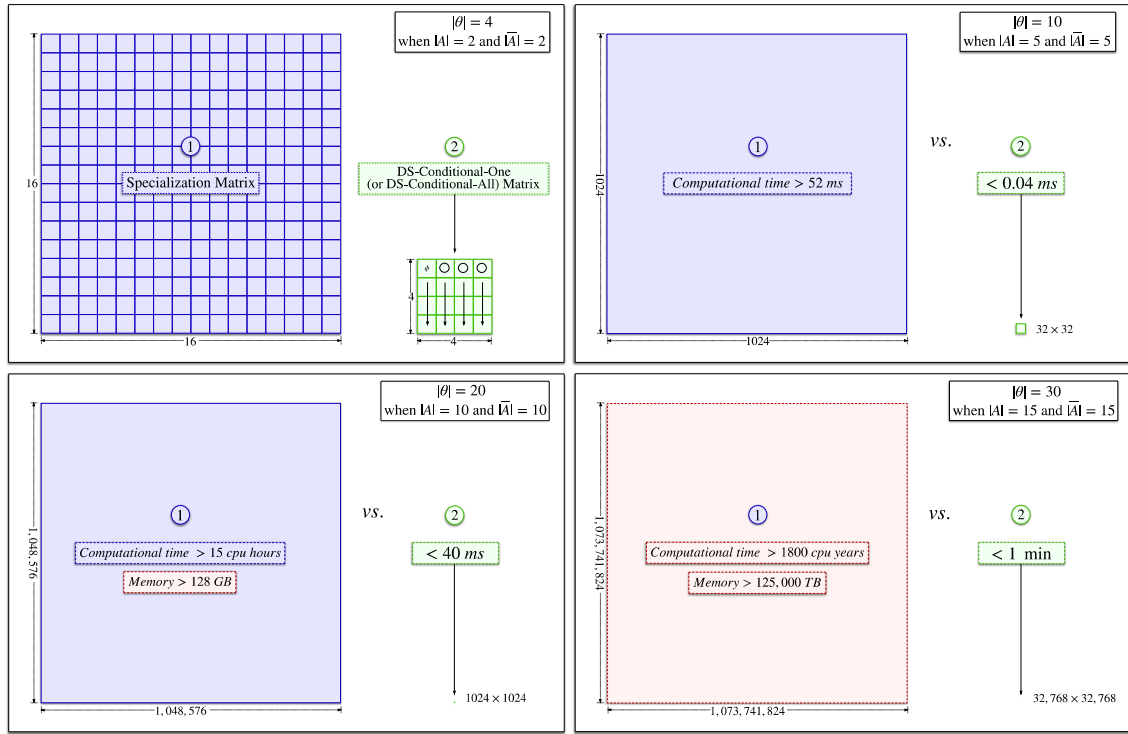 |θ| = 4
when |A| = 2 and |A̅| = 2
1
2
16
Specialization Matrix
DS-Conditional-One
(or DS-Conditional-All) Matrix
ϕ
4
4
16
|θ| = 10
when |A| = 5 and |A̅| = 5
1
vs.
2
1024
Computational time > 52 ms
< 0.04 ms
32 × 32
1024
|θ| = 20
when |A| = 10 and |A̅| = 10
1
vs.
2
1,048,576
Computational time > 15 cpu hours
< 40 ms
Memory > 128 GB
1024 × 1024
1,048,576
|θ| = 30
when |A| = 15 and |A̅| = 15
1
vs.
2
1,073,741,824
Computational time > 1800 cpu years
< 1 min
Memory > 125,000 TB
32,768 × 32,768
1,073,741,824